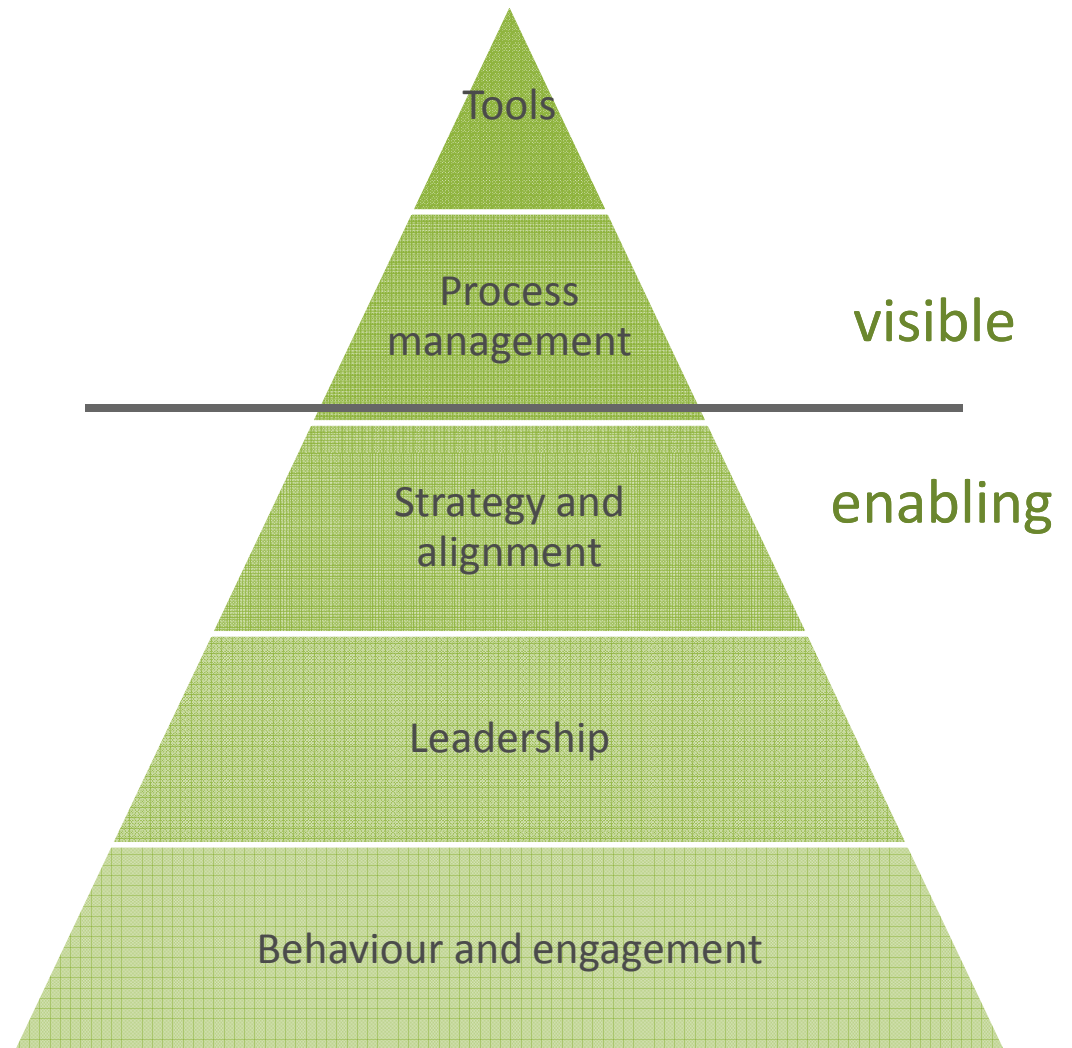 Tools
Process
management
visible
Strategy and
alignment
enabling
Leadership
Behaviour and engagement